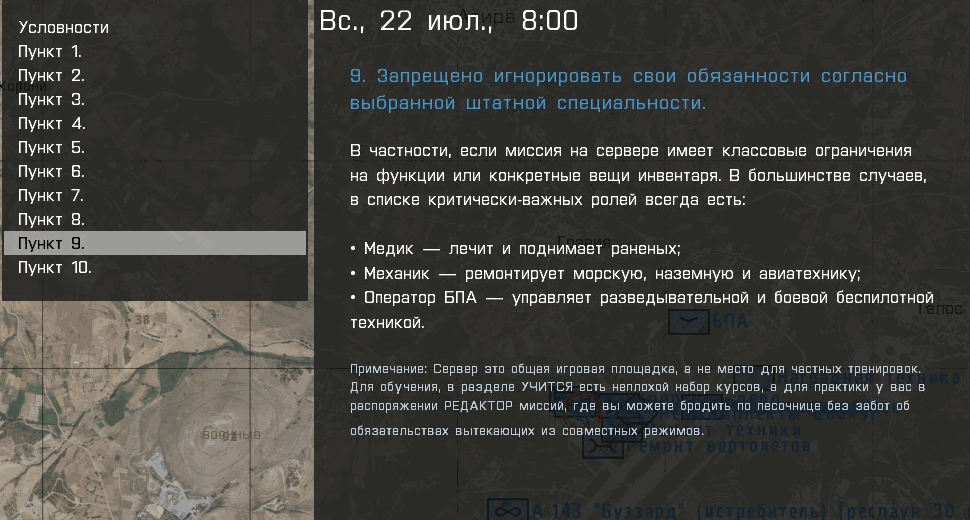 Условности
Пункт 1.
Пункт 2.
Пункт 3.
Пункт 4.
Пункт 5.
Пункт 6.
Пункт 7.
Пункт 8.
Пункт 9.
Пункт 10.
Вс., 22 июл., 8:00
9. Запрещено игнорировать свои обязанности согласно
выбранной штатной специальности.
В частности, если миссия на сервере имеет классовые ограничения
на функции или конкретные вещи инвентаря. В большинстве случаев,
в списке критически-важных ролей всегда есть:
• Медик — лечит и поднимает раненых;
• Механик — ремонтирует морскую, наземную и авиатехнику;
• Оператор БПА — управляет разведывательной и боевой беспилотной
техникой.
Примечание: Сервер это общая игровая площадка, а не место для частных тренировок.
Для обучения, в разделе УЧИТСЯ есть неплохой набор курсов, а для практики у вас в
распоряжении РЕДАКТОР миссий, где вы можете бродить по песочнице без забот об
обязательствах вытекающих из совместных режимов.
38
военные
Телос
БПА
техника
т техники
ремонт вертолетов
А-143 "Буззард" (истребитель) [респаун 30